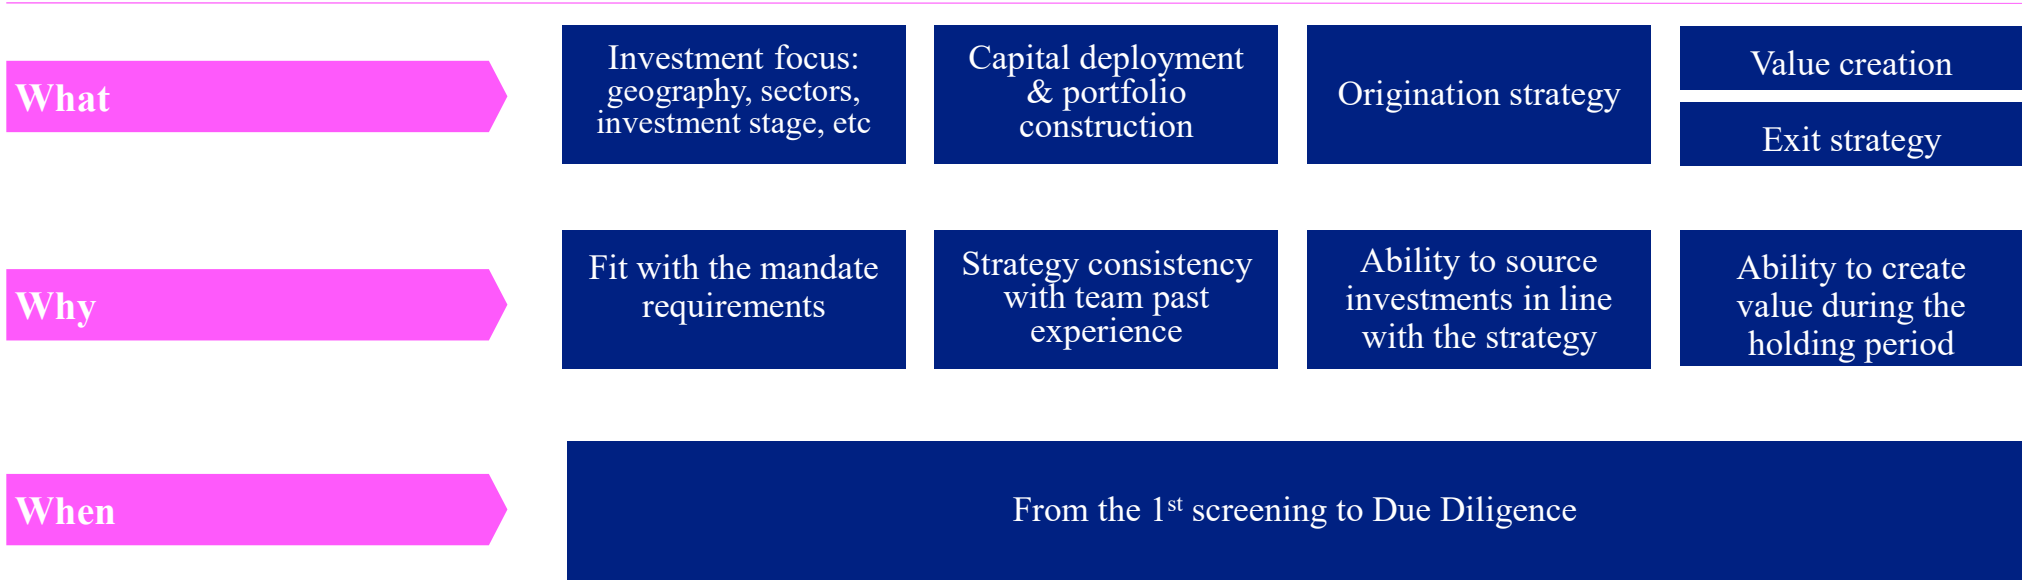 What
Investment focus:
geography, sectors,
investment stage, etc
Capital deployment
& portfolio
construction
Origination strategy
Value creation
Exit strategy
Why
Fit with the mandate
requirements
Strategy consistency
with team past
experience
Ability to source
investments in line
with the strategy
Ability to create
value during the
holding period
When
From the 1st screening to Due Diligence